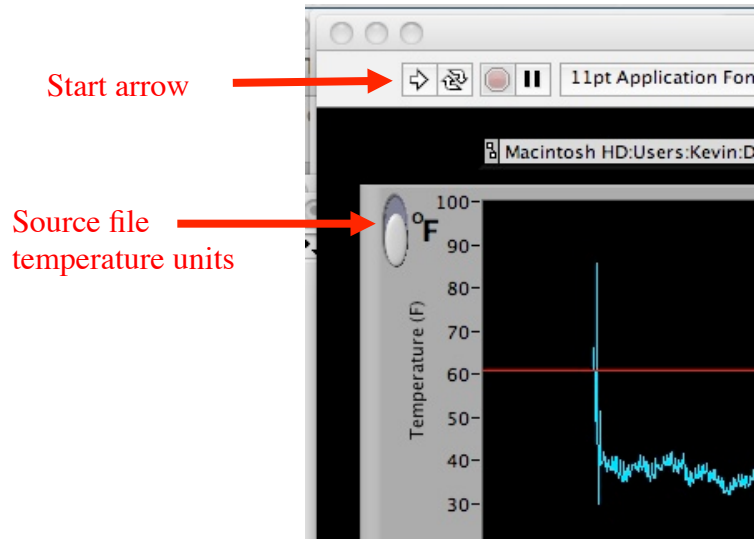 Start arrow
11pt Application Fon
Macintosh HD:Users:Kevin:D
Source file
temperature units
°F
Temperature (F)
100
90
80
70
60
50
40
30